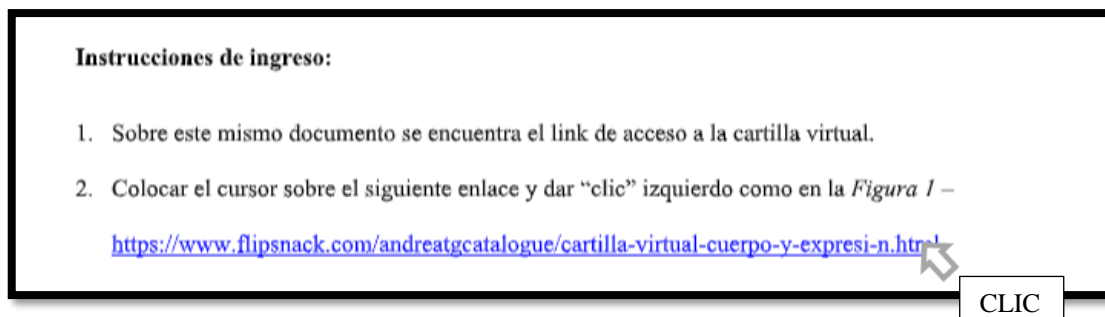 Instrucciones de ingreso:
1. Sobre este mismo documento se encuentra el link de acceso a la cartilla virtual.
2. Colocar el cursor sobre el siguiente enlace y dar “clic” izquierdo como en la Figura 1 –
https://www.flipsnack.com/andreatgcatalogue/cartilla-virtual-cuerpo-y-expresi-n.html
CLIC